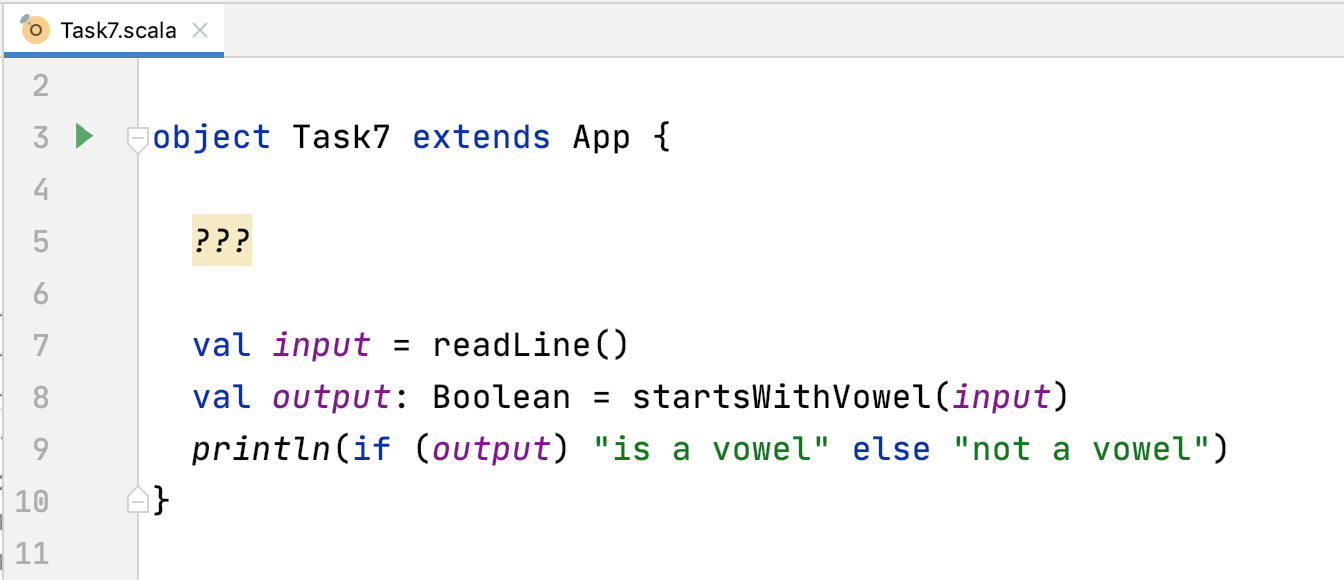 Task7.scala
2
3 object Task7 extends App {
4
5 ???
6
7 val input = readLine()
8 val output: Boolean = startsWithVowel(input)
9 println(if (output) "is a vowel" else "not a vowel")
10 }
11